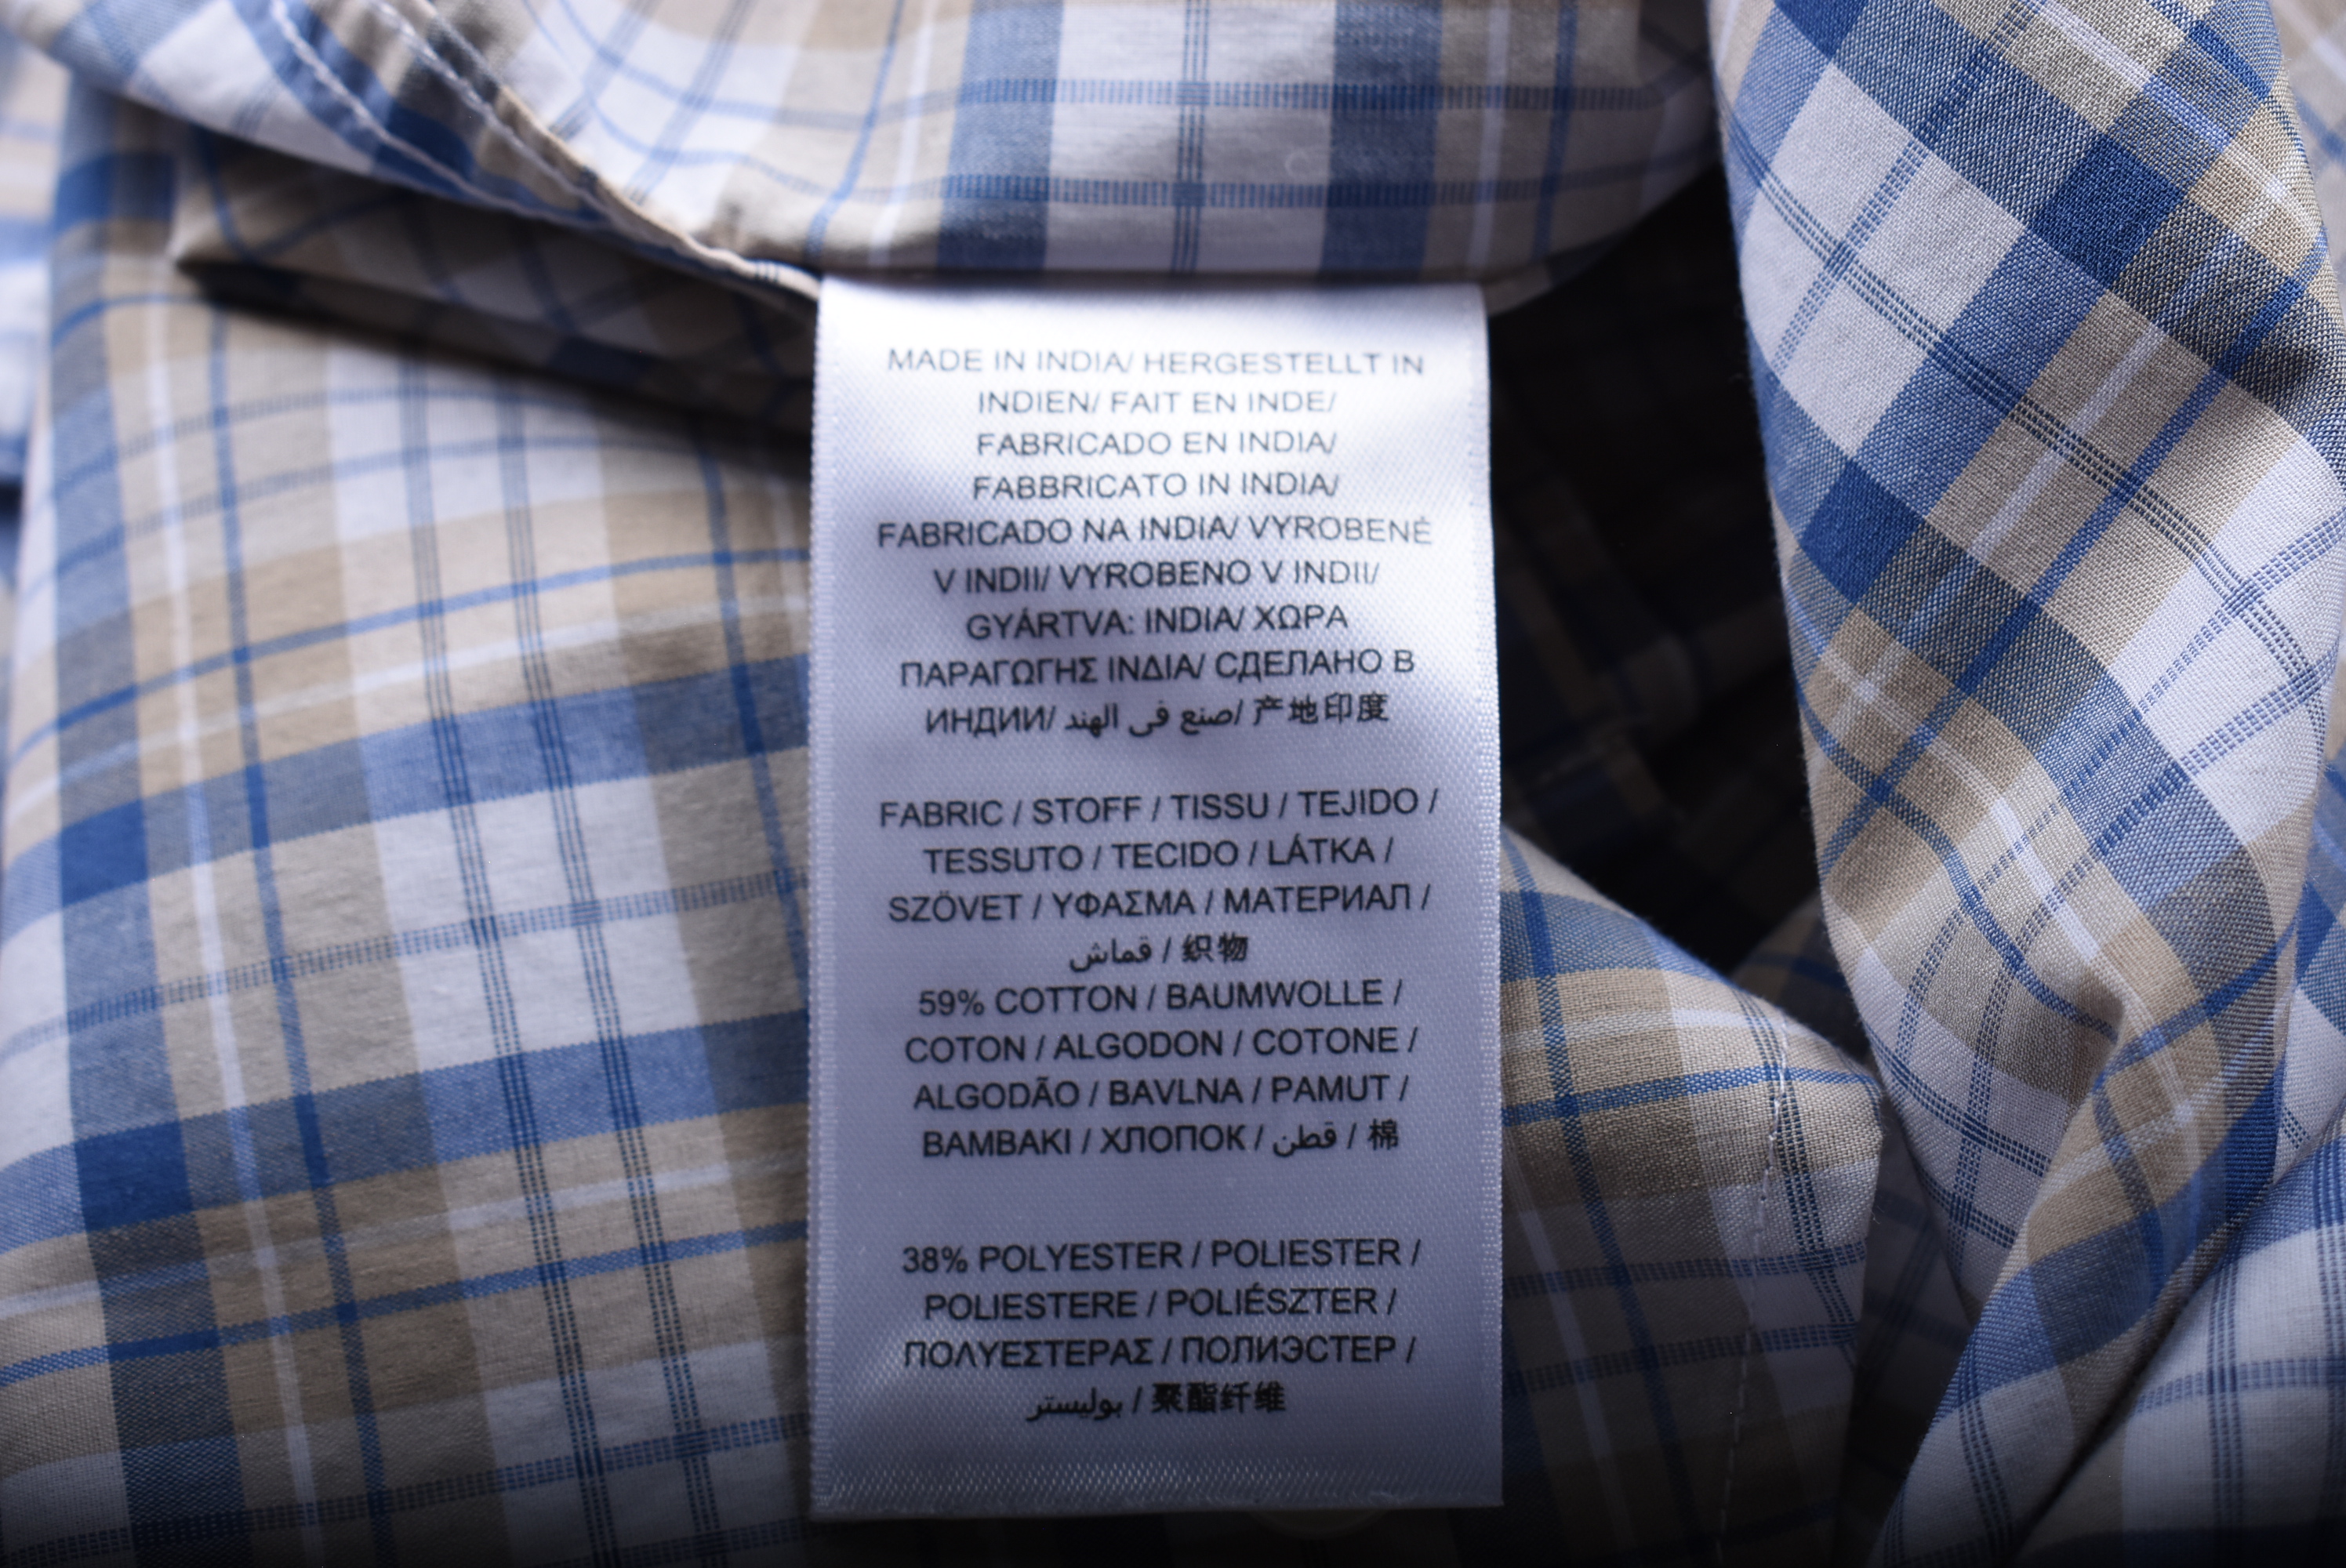 MADE IN INDIA/ HERGESTELLT IN
INDIEN/ FAIT EN INDE/
FABRICADO EN INDIA/
FABBRICATO IN INDIA/
FABRICADO NA INDIA/ VYROBENÉ
V INDII/ VYROBENO V INDII/
GYÁRTVA: INDIA/ ΧΩΡΑ
ΠΑΡΑΓΩΓΗΣ ΙΝΔΙΑ/ СДЕЛАНО В
ИНДИИ/ صنع فى الهند/ 产地印度
FABRIC / STOFF / TISSU / TEJIDO /
TESSUTO / TECIDO / LÁTKA /
SZÖVET / ΥΦΑΣΜΑ / МАТЕРИАЛ /
قماش / 织物
59% COTTON / BAUMWOLLE /
COTON / ALGODON / COTONE /
ALGODÃO / BAVLNA / PAMUT /
BAMBAKI / ХЛОПОК / قطن / 棉
38% POLYESTER / POLIESTER /
POLIESTERE / POLIÉSZTER /
ΠΟΛΥΕΣΤΕΡΑΣ / ПОЛИЭСТЕР /
بوليستر / 聚酯纤维